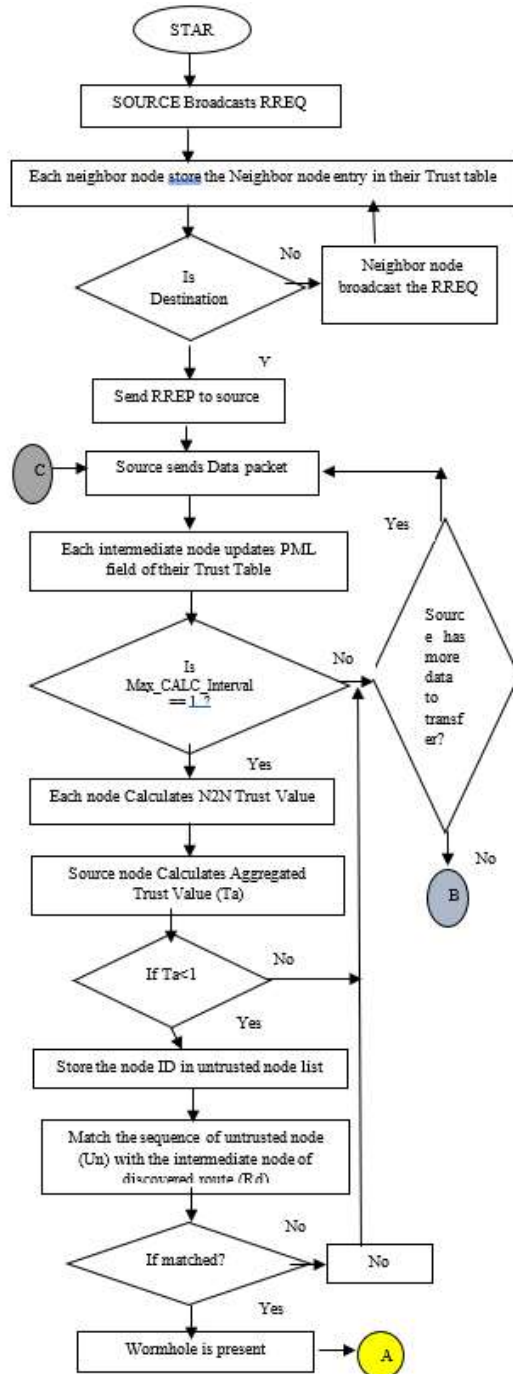 STAR
SOURCE Broadcasts RREQ
Each neighbor node store the Neighbor node entry in their Trust table
No
Is
Destination
Neighbor node
broadcast the RREQ
Y
Send RREP to source
C
Source sends Data packet
Yes
Each intermediate node updates PML
field of their Trust Table
Sourc
e has
more
data
to
transf
er?
Is
Max_CALC_Interval
== 1 ?
No
Yes
Each node Calculates N2N Trust Value
No
Source node Calculates Aggregated
Trust Value (Ta)
B
If Ta<1
No
Yes
Store the node ID in untrusted node list
Match the sequence of untrusted node
(Un) with the intermediate node of
discovered route (Rd)
No
If matched?
No
Yes
Wormhole is present
A